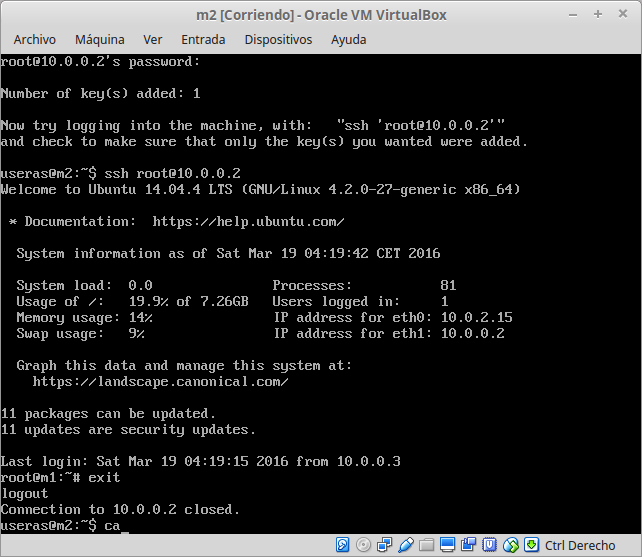 m2 [Corriendo] - Oracle VM VirtualBox
Archivo Máquina Ver Entrada Dispositivos Ayuda
root@10.0.0.2's password:
Number of key(s) added: 1
Now try logging into the machine, with:   "ssh 'root@10.0.0.2'"
and check to make sure that only the key(s) you wanted were added.
useras@m2:~$ ssh root@10.0.0.2
Welcome to Ubuntu 14.04.4 LTS (GNU/Linux 4.2.0-27-generic x86_64)
* Documentation:  https://help.ubuntu.com/
System information as of Sat Mar 19 04:19:42 CET 2016
System load:  0.0               Processes:           81
Usage of /:   19.9% of 7.26GB   Users logged in:     1
Memory usage: 14%               IP address for eth0: 10.0.2.15
Swap usage:   9%                IP address for eth1: 10.0.0.2
Graph this data and manage this system at:
https://landscape.canonical.com/
11 packages can be updated.
11 updates are security updates.
Last login: Sat Mar 19 04:19:15 2016 from 10.0.0.3
root@m1:~# exit
logout
Connection to 10.0.0.2 closed.
useras@m2:~$ ca_
Ctrl Derecho